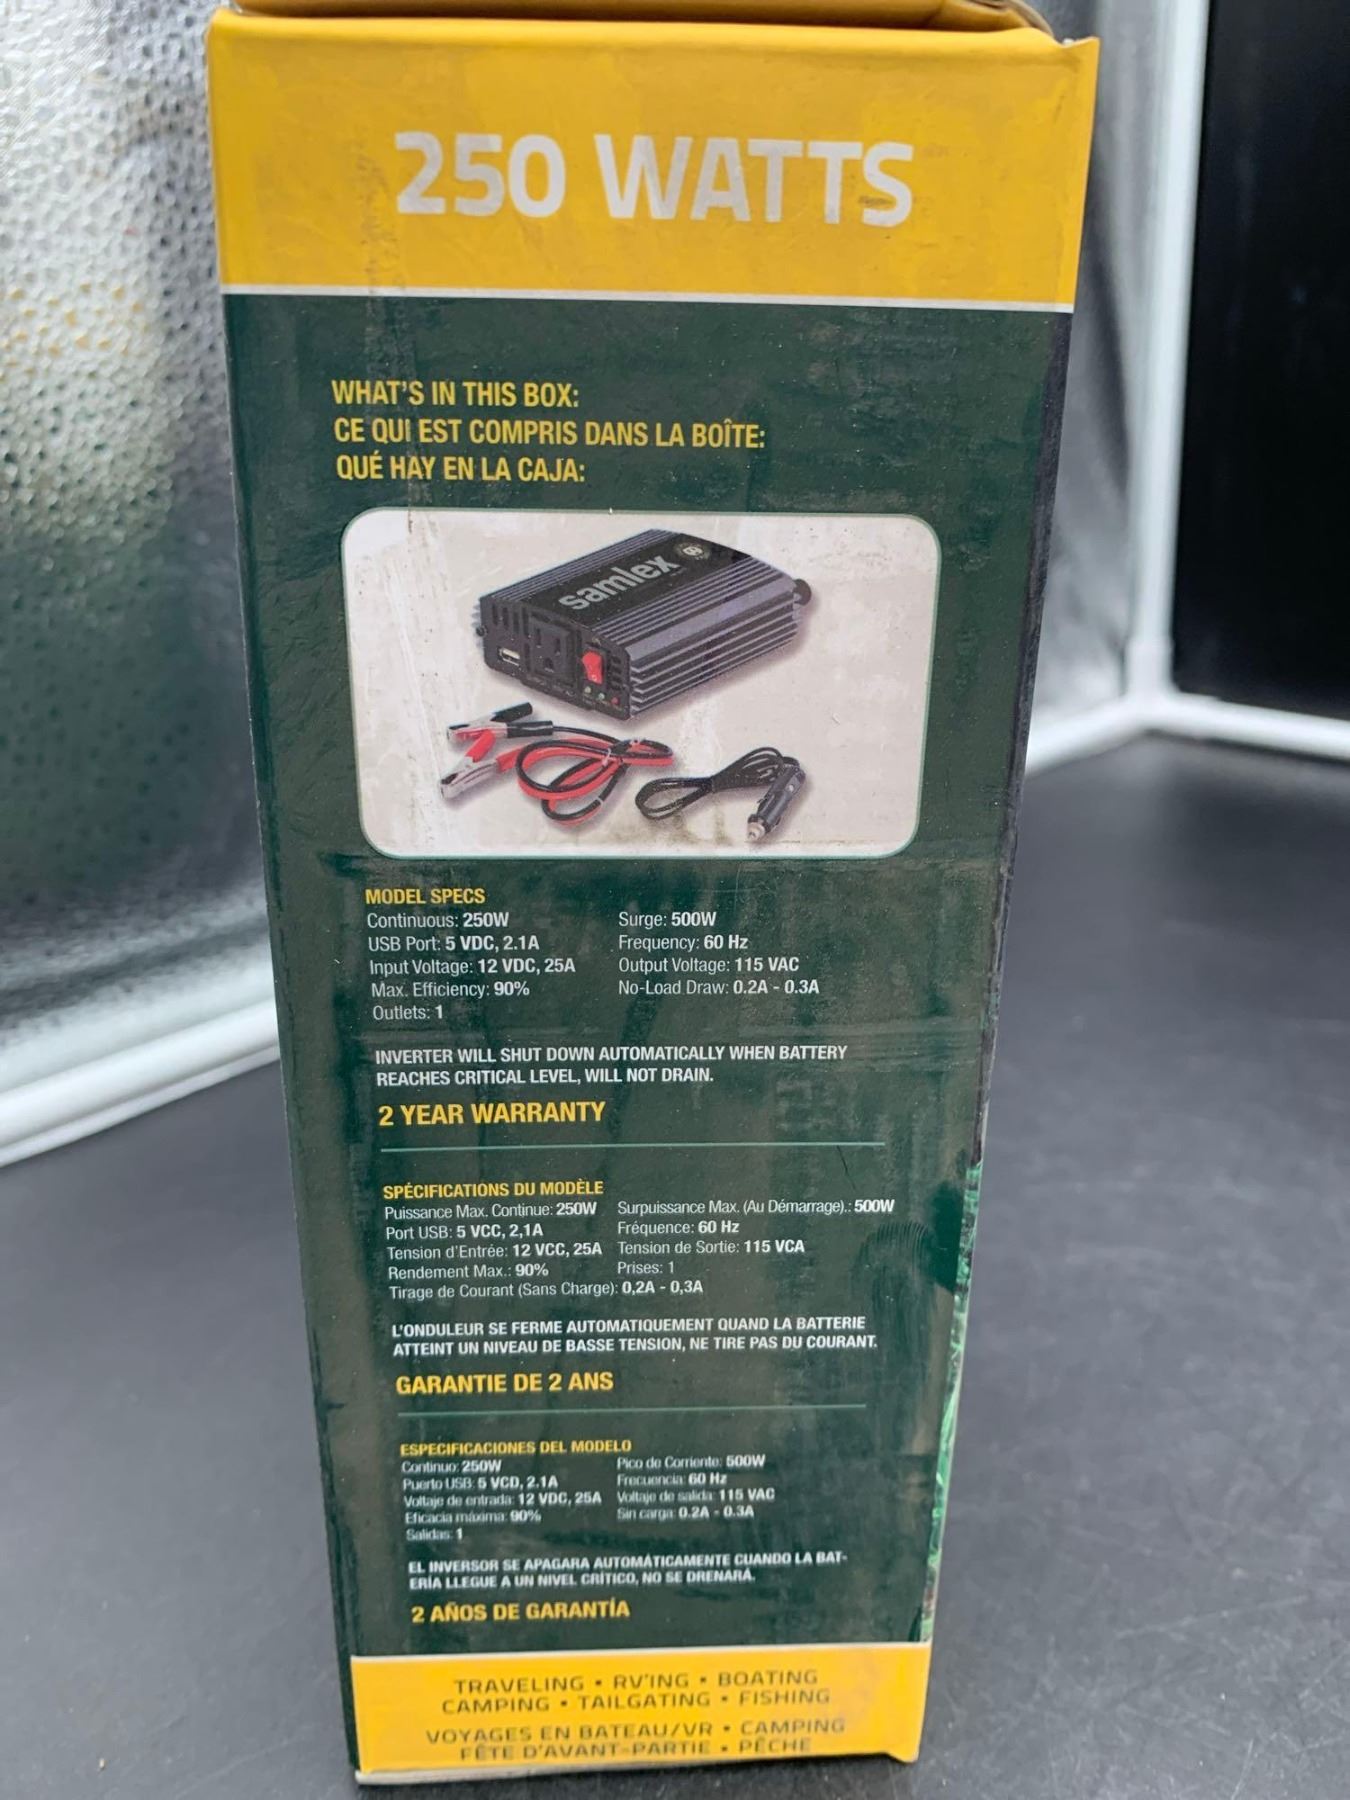 250 WATTS
WHAT'S IN THIS BOX:
CE QUI EST COMPRIS DANS LA BOÎTE:
QUÉ HAY EN LA CAJA:
samlex
MODEL SPECS
Continuous: 250W Surge: 500W
USB Port: 5 VDC, 2.1A Frequency: 60 Hz
Input Voltage: 12 VDC, 25A Output Voltage: 115 VAC
Max. Efficiency: 90% No-Load Draw: 0.2A - 0.3A
Outlets: 1
INVERTER WILL SHUT DOWN AUTOMATICALLY WHEN BATTERY
REACHES CRITICAL LEVEL, WILL NOT DRAIN.
2 YEAR WARRANTY
SPÉCIFICATIONS DU MODÈLE
Puissance Max. Continue: 250W Surpuissance Max. (Au Démarrage).: 500W
Port USB: 5 VCC, 2,1A Fréquence: 60 Hz
Tension d'Entrée: 12 VCC, 25A Tension de Sortie: 115 VCA
Rendement Max.: 90% Prises: 1
Tirage de Courant (Sans Charge): 0,2A - 0,3A
L'ONDULEUR SE FERME AUTOMATIQUEMENT QUAND LA BATTERIE
ATTEINT UN NIVEAU DE BASSE TENSION, NE TIRE PAS DU COURANT.
GARANTIE DE 2 ANS
ESPECIFICACIONES DEL MODELO
Continuo: 250W Pico de Corriente: 500W
Puerto USB: 5 VCD, 2.1A Frecuencia: 60 Hz
Voltaje de entrada: 12 VDC, 25A Voltaje de salida: 115 VAC
Eficacia máxima: 90% Sin carga: 0.2A - 0.3A
Salidas: 1
EL INVERSOR SE APAGARA AUTOMÁTICAMENTE CUANDO LA BAT-
ERÍA LLEGUE A UN NIVEL CRÍTICO, NO SE DRENARÁ.
2 AÑOS DE GARANTÍA
TRAVELING • RV'ING • BOATING
CAMPING • TAILGATING • FISHING
VOYAGES EN BATEAU/VR • CAMPING
FÊTE D'AVANT-PARTIE • PÊCHE